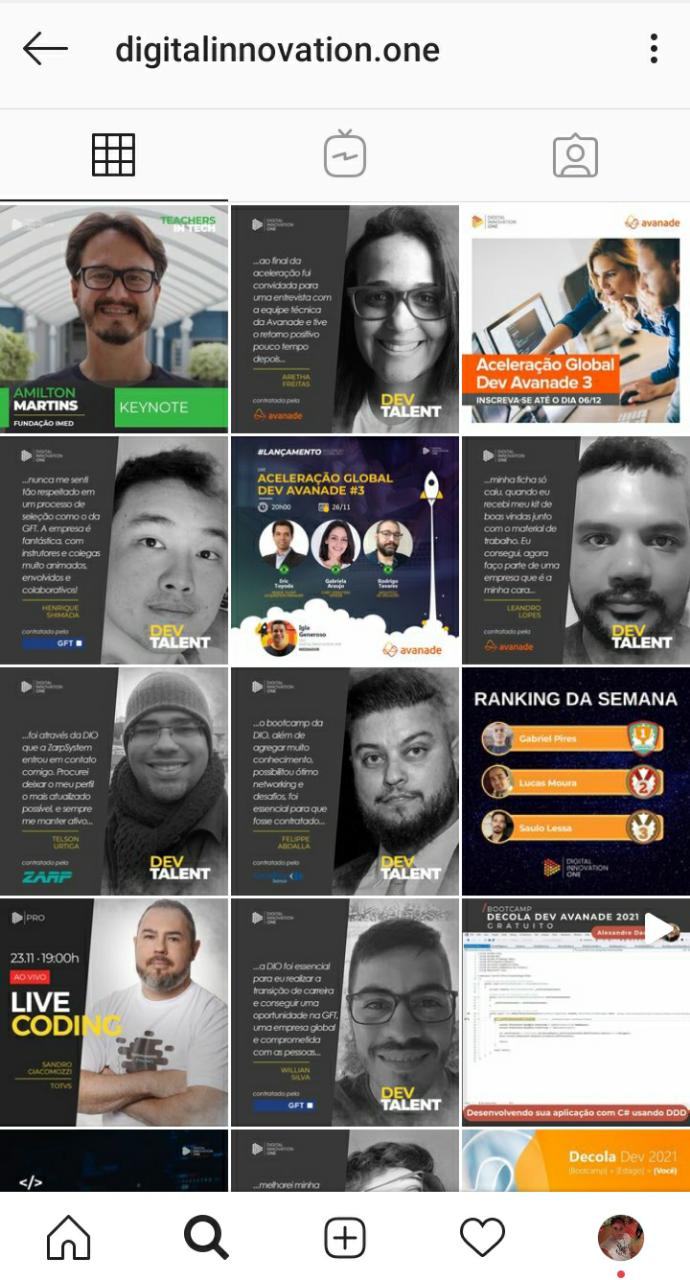 digitalinnovation.one
DIGITAL
INNOVATION
ONE
TEACHERS
IN TECH
AMILTON
MARTINS
FUNDAÇÃO IMED
KEYNOTE
DIGITAL
INNOVATION
ONE
...ao final da
aceleração fui
convidada para
uma entrevista com
a equipe técnica
da Avanade e tive
o retorno positivo
pouco tempo
depois...
ARETHA
FREITAS
contratada pela
avanade
DEV
TALENT
DIGITAL
INNOVATION
ONE
avanade
Aceleração Global
Dev Avanade 3
INSCREVA-SE ATÉ O DIA 06/12
DIGITAL
INNOVATION
ONE
...nunca me senti
tão respeitado em
um processo de
seleção como o da
GFT. A empresa é
fantástica, com
instrutores e colegas
muito animados,
envolvidos e
colaborativos!
HENRIQUE
SHIMADA
contratado pela
GFT
DEV
TALENT
#LANÇAMENTO
DIGITAL
INNOVATION
ONE
ACELERAÇÃO GLOBAL
DEV AVANADE #3
20h00
26/11
Eric
Toyoda
Gabriela
Araujo
Rodrigo
Tavares
Igla
Generoso
avanade
DIGITAL
INNOVATION
ONE
...minha ficha só
caiu, quando eu
recebi meu kit de
boas vindas junto
com o material de
trabalho. Eu
consegui, agora
faço parte de uma
empresa que é a
minha cara...
LEANDRO
LOPES
contratado pela
avanade
DEV
TALENT
DIGITAL
INNOVATION
ONE
...foi através da DIO
que a ZarpSystem
entrou em contato
comigo. Procurei
deixar o meu perfil
o mais atualizado
possível, e sempre
me manter ativo...
TELSON
URTIGA
contratado pela
ZARP
DEV
TALENT
DIGITAL
INNOVATION
ONE
...o bootcamp da
DIO, além de
agregar muito
conhecimento,
possibilitou ótimo
networking e
desafios, foi
essencial para que
fosse contratado...
FELIPPE
ABDALLA
contratado pela
DEV
TALENT
RANKING DA SEMANA
Gabriel Pires
1
Lucas Moura
2
Saulo Lessa
3
DIGITAL
INNOVATION
ONE
PRO
23.11 · 19:00h
AO VIVO
LIVE
CODING
SANDRO
GIACOMOZZI
TOTVS
DIGITAL
INNOVATION
ONE
...a DIO foi essencial
para eu realizar a
transição de carreira
e conseguir uma
oportunidade na GFT,
uma empresa global
e comprometida
com as pessoas...
WILLIAN
SILVA
contratado pela
GFT
DEV
TALENT
/BOOTCAMP
DECOLA DEV AVANADE 2021
GRATUITO
Desenvolvendo sua aplicação com C# usando DDD
</>
DIGITAL
INNOVATION
ONE
DIGITAL
INNOVATION
ONE
...melhorei minha
Decola Dev 2021
[Bootcamp] + [Estágio] + {Você}